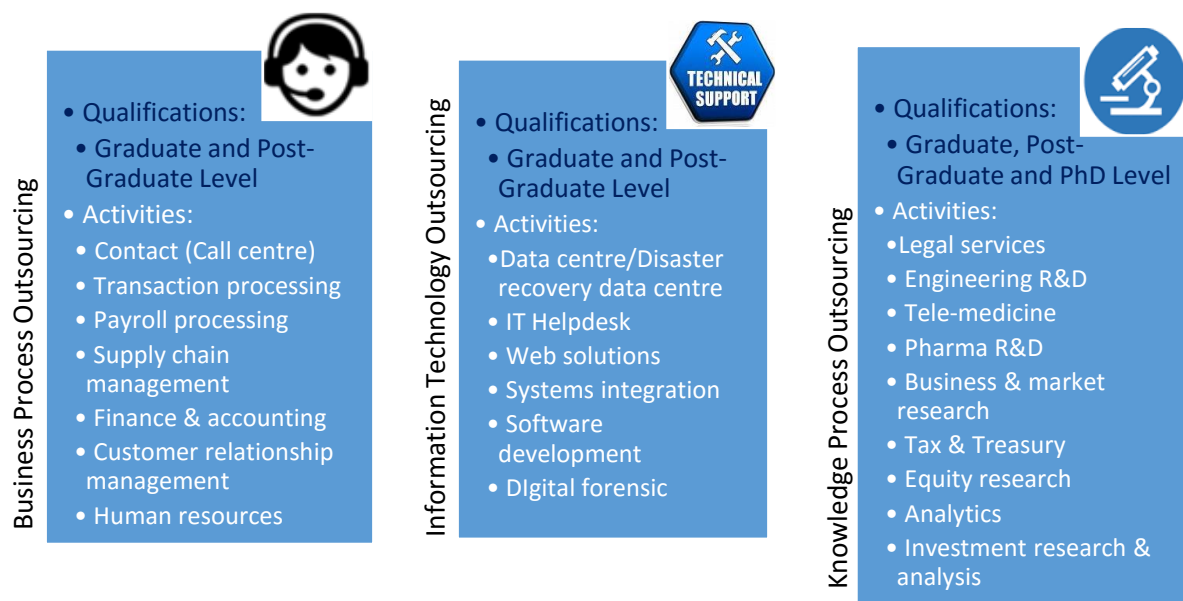 Business Process Outsourcing
• Qualifications:
• Graduate and Post-
Graduate Level
• Activities:
• Contact (Call centre)
• Transaction processing
• Payroll processing
• Supply chain
management
• Finance & accounting
• Customer relationship
management
• Human resources
Information Technology Outsourcing
TECHNICAL
SUPPORT
• Qualifications:
• Graduate and Post-
Graduate Level
• Activities:
•Data centre/Disaster
recovery data centre
• IT Helpdesk
• Web solutions
• Systems integration
• Software
development
• DIgital forensic
Knowledge Process Outsourcing
• Qualifications:
• Graduate, Post-
Graduate and PhD Level
• Activities:
•Legal services
• Engineering R&D
• Tele-medicine
• Pharma R&D
• Business & market
research
• Tax & Treasury
• Equity research
• Analytics
• Investment research &
analysis